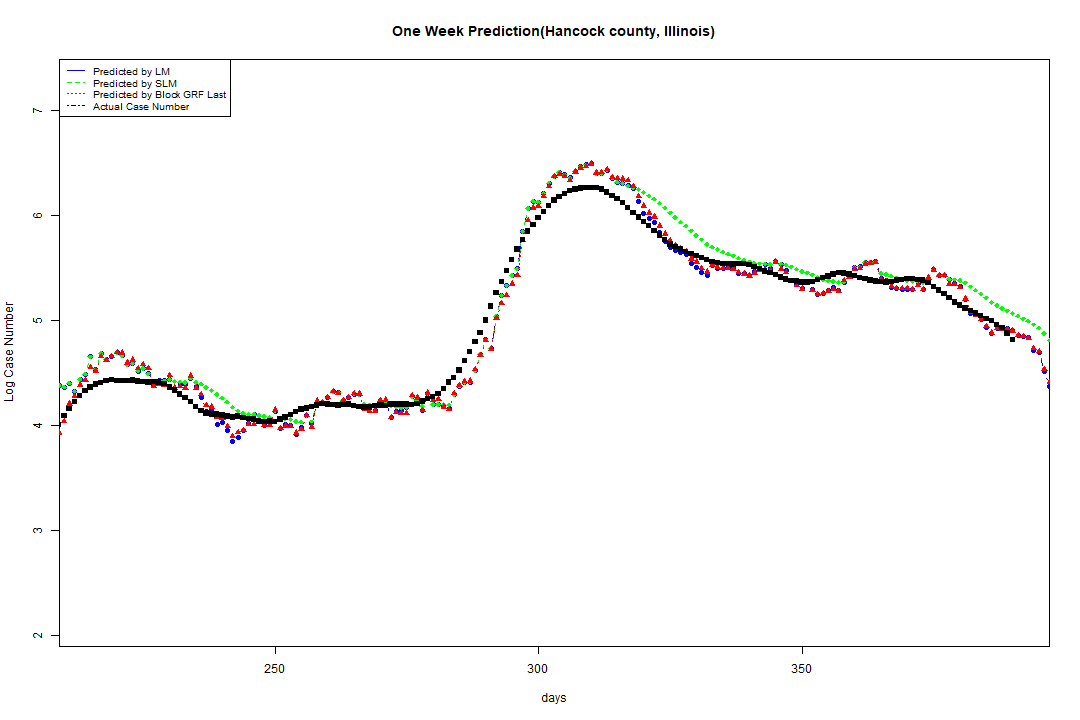 One Week Prediction(Hancock county, Illinois)
Predicted by LM
Predicted by SLM
Predicted by Block GRF Last
Actual Case Number
7
6
5
4
3
2
Log Case Number
250
300
350
days